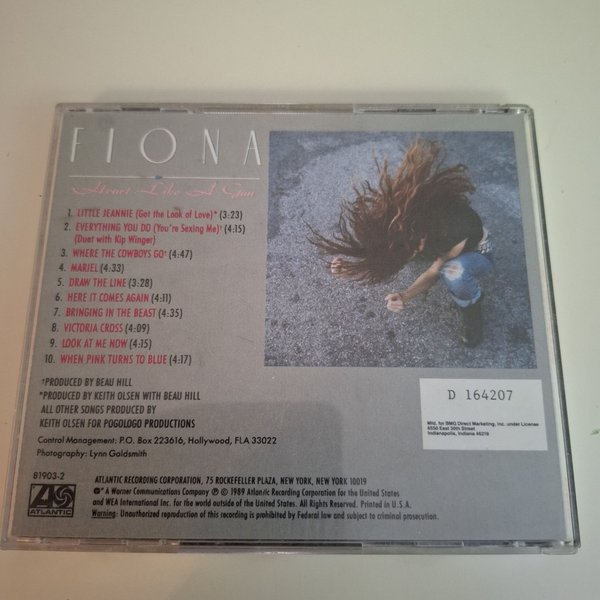 FIONA
Heart Like A Gun
1. LITTLE JEANNIE (Got the Look of Love)* (3:23)
2. EVERYTHING YOU DO (You're Sexing Me)† (4:15)
(Duet with Kip Winger)
3. WHERE THE COWBOYS GO† (4:47)
4. MARIEL (4:33)
5. DRAW THE LINE (3:28)
6. HERE IT COMES AGAIN (4:11)
7. BRINGING IN THE BEAST (4:35)
8. VICTORIA CROSS (4:09)
9. LOOK AT ME NOW (4:15)
10. WHEN PINK TURNS TO BLUE (4:17)
†PRODUCED BY BEAU HILL
*PRODUCED BY KEITH OLSEN WITH BEAU HILL
ALL OTHER SONGS PRODUCED BY
KEITH OLSEN FOR POGOLOGO PRODUCTIONS
Control Management: P.O. Box 223616, Hollywood, FLA 33022
Photography: Lynn Goldsmith
D 164207
Mfd. for BMG Direct Marketing, Inc. under License
6550 East 30th Street
Indianapolis, Indiana 46219
81903-2
ATLANTIC
ATLANTIC RECORDING CORPORATION, 75 ROCKEFELLER PLAZA, NEW YORK, NEW YORK 10019
®* A Warner Communications Company ℗ © 1989 Atlantic Recording Corporation for the United States
and WEA International Inc. for the world outside of the United States. All Rights Reserved. Printed in U.S.A.
Warning: Unauthorized reproduction of this recording is prohibited by Federal law and subject to criminal prosecution.